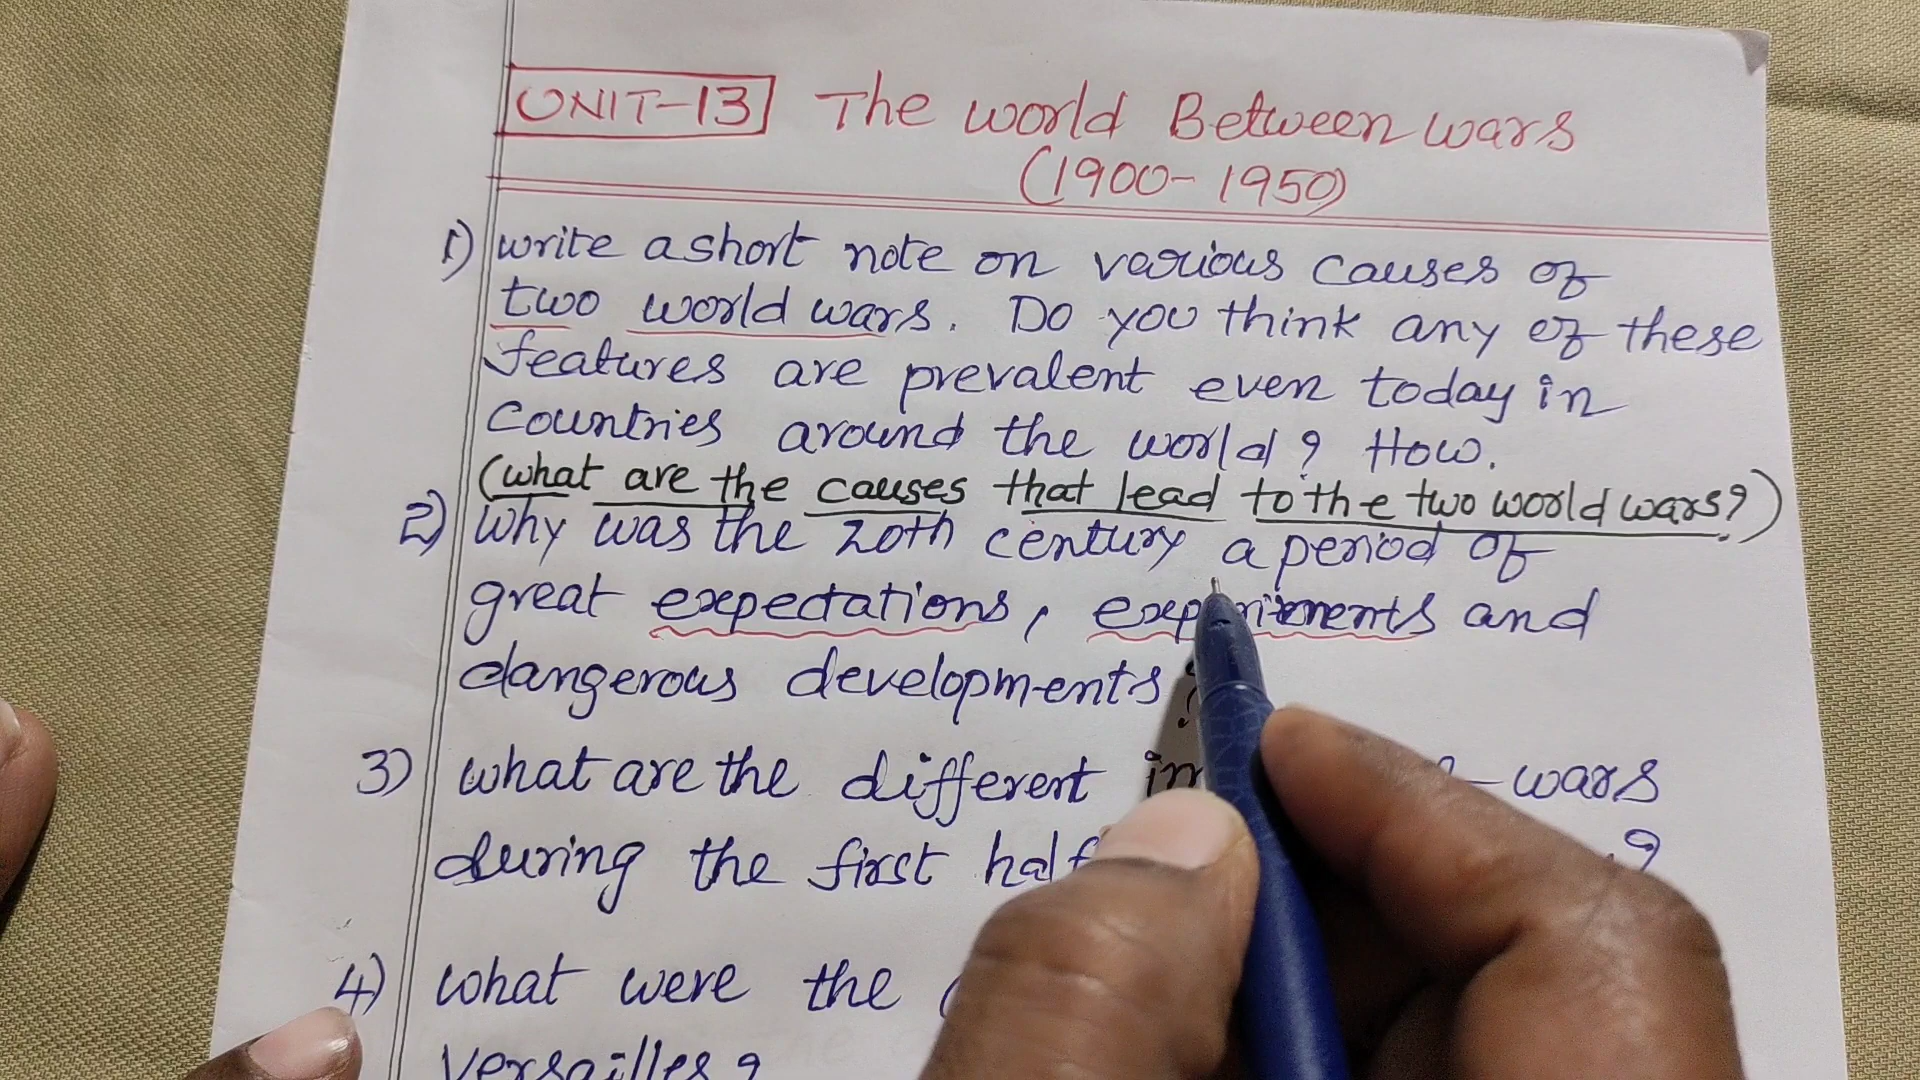 UNIT-13 The world Between wars
(1900-1950)
1) write a short note on various causes of
two world wars. Do you think any of these
features are prevalent even today in
countries around the world? How.
(what are the causes that lead to the two world wars?)
2) Why was the 20th century a period of
great expectations, experiments and
dangerous developments?
3) what are the different wars
during the first half ?
4) what were the
versailles?